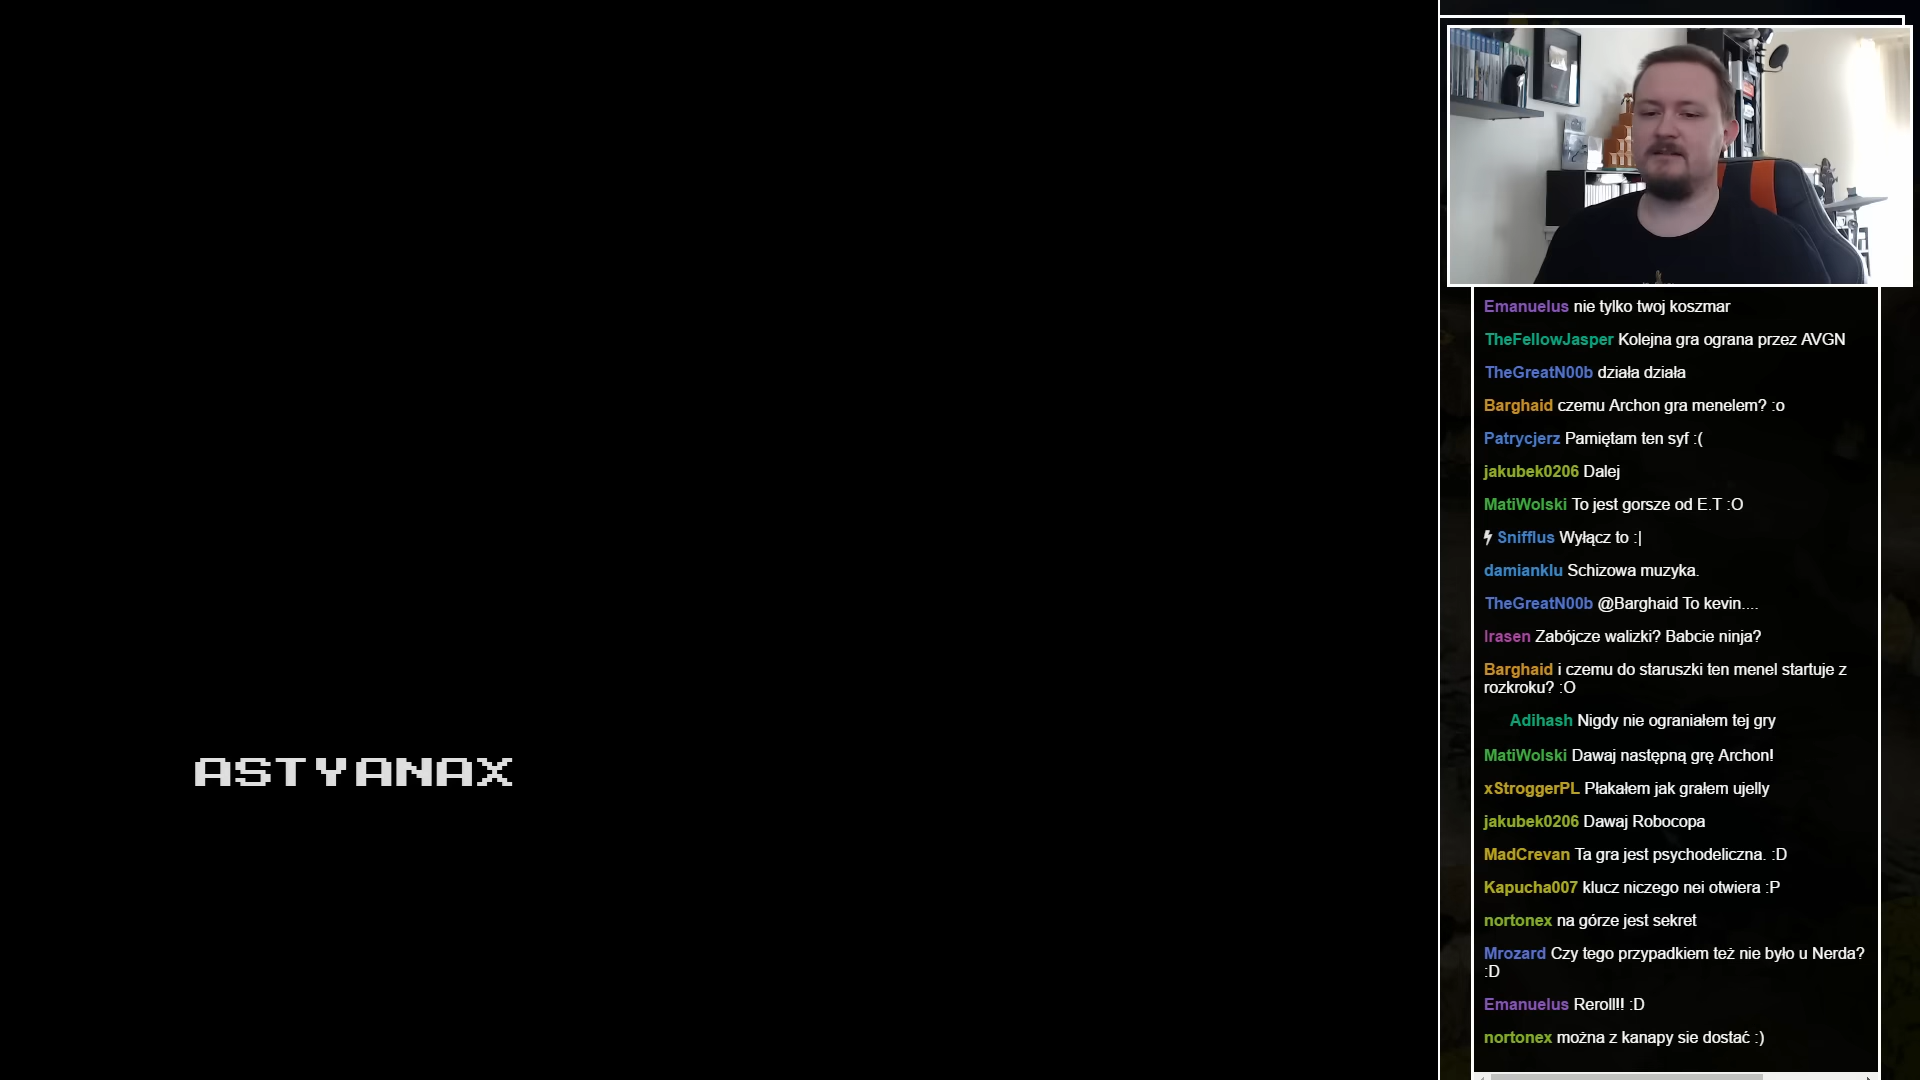 ASTYANAX
Emanuelus nie tylko twoj koszmar
TheFellowJasper Kolejna gra ograna przez AVGN
TheGreatN00b działa działa
Barghaid czemu Archon gra menelem? :o
Patrycjerz Pamiętam ten syf :(
jakubek0206 Dalej
MatiWolski To jest gorsze od E.T :O
Snifflus Wyłącz to :|
damianklu Schizowa muzyka.
TheGreatN00b @Barghaid To kevin....
Irasen Zabójcze walizki? Babcie ninja?
Barghaid i czemu do staruszki ten menel startuje z
rozkroku? :O
Adihash Nigdy nie ograniałem tej gry
MatiWolski Dawaj następną grę Archon!
xStroggerPL Płakałem jak grałem ujelly
jakubek0206 Dawaj Robocopa
MadCrevan Ta gra jest psychodeliczna. :D
Kapucha007 klucz niczego nei otwiera :P
nortonex na górze jest sekret
Mrozard Czy tego przypadkiem też nie było u Nerda?
:D
Emanuelus Reroll!! :D
nortonex można z kanapy sie dostać :)